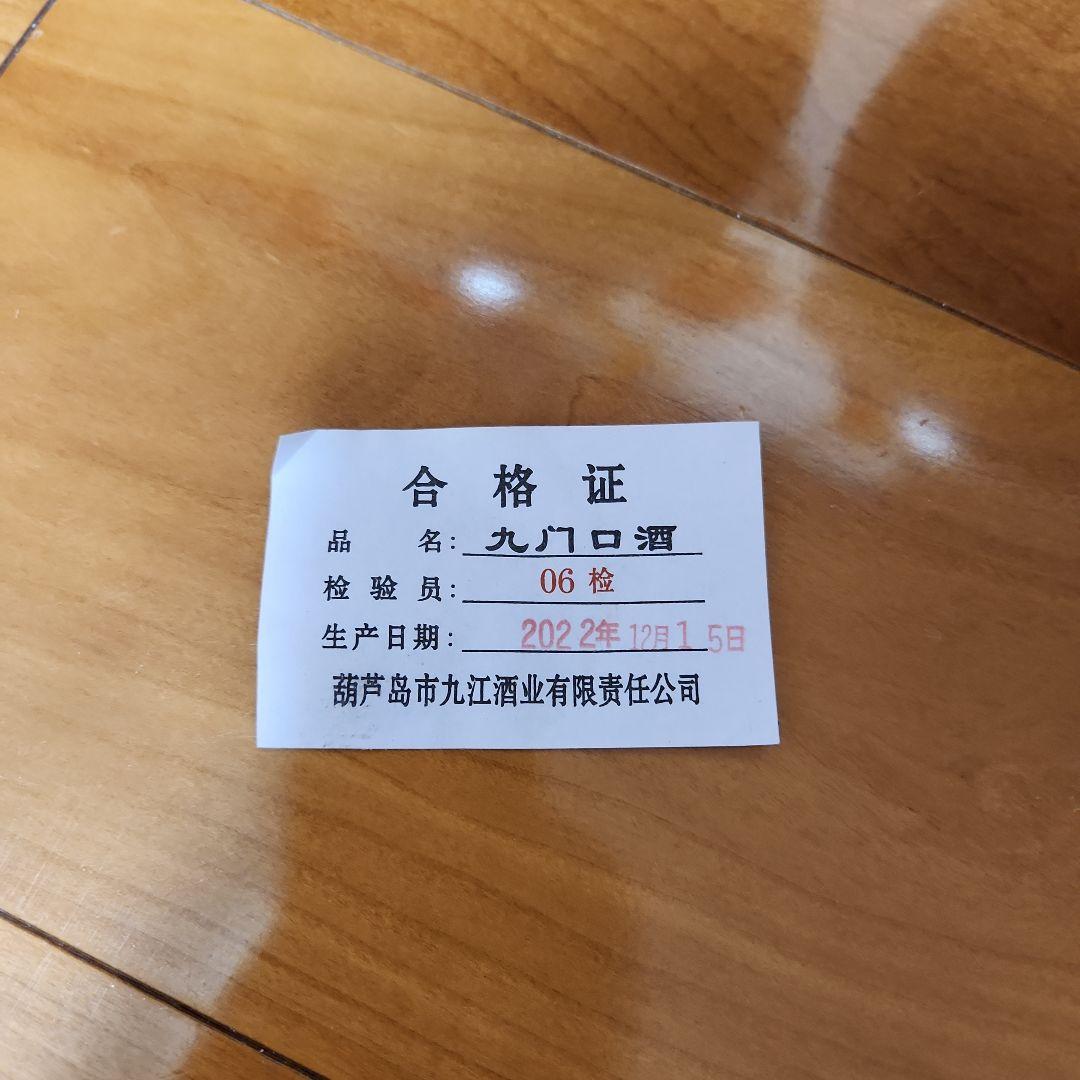 合格证
品名：九门口酒
检验员：06 检
生产日期：2022年12月15日
葫芦岛市九江酒业有限责任公司